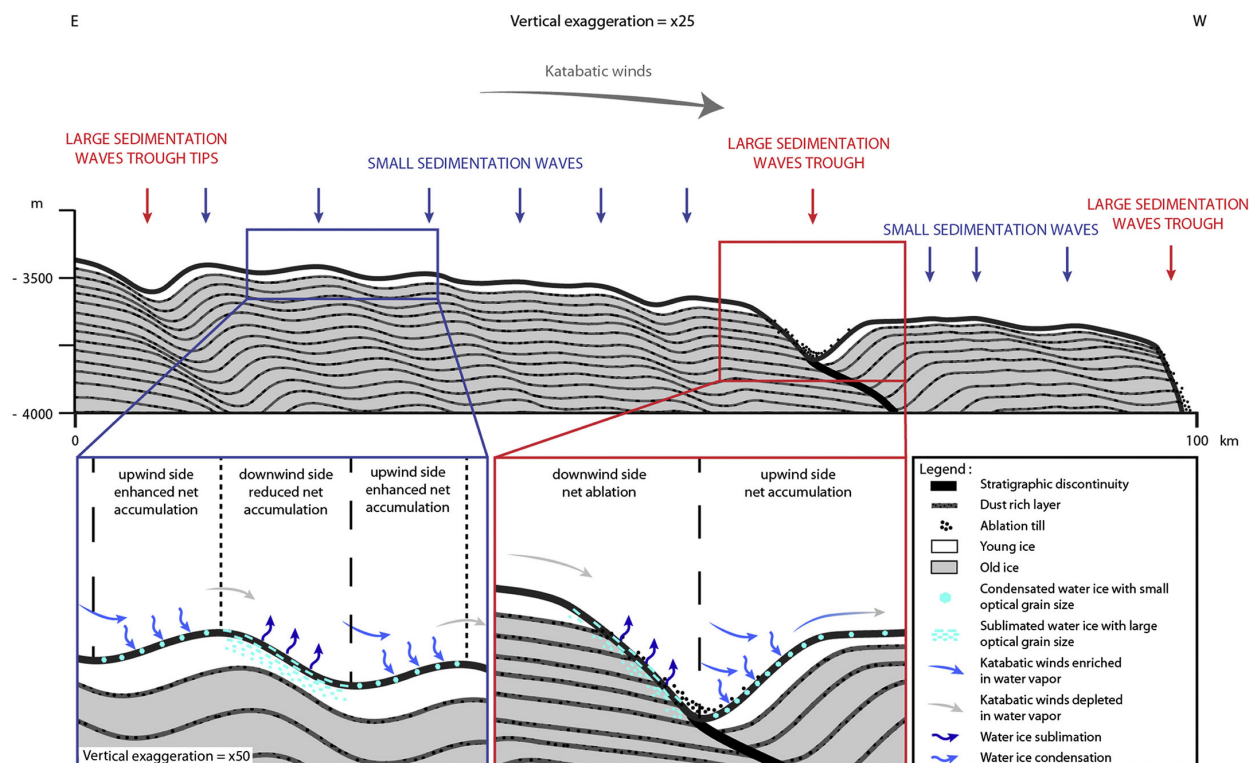 E
Vertical exaggeration = x25
W
Katabatic winds
LARGE SEDIMENTATION
WAVES TROUGH TIPS
SMALL SEDIMENTATION WAVES
LARGE SEDIMENTATION
WAVES TROUGH
LARGE SEDIMENTATION
WAVES TROUGH
SMALL SEDIMENTATION WAVES
m
- 3500
- 4000
0
100 km
upwind side
enhanced net
accumulation
downwind side
reduced net
accumulation
upwind side
enhanced net
accumulation
Vertical exaggeration = x50
downwind side
net ablation
upwind side
net accumulation
Legend :
Stratigraphic discontinuity
Dust rich layer
Ablation till
Young ice
Old ice
Condensated water ice with small
optical grain size
Sublimated water ice with large
optical grain size
Katabatic winds enriched
in water vapor
Katabatic winds depleted
in water vapor
Water ice sublimation
Water ice condensation